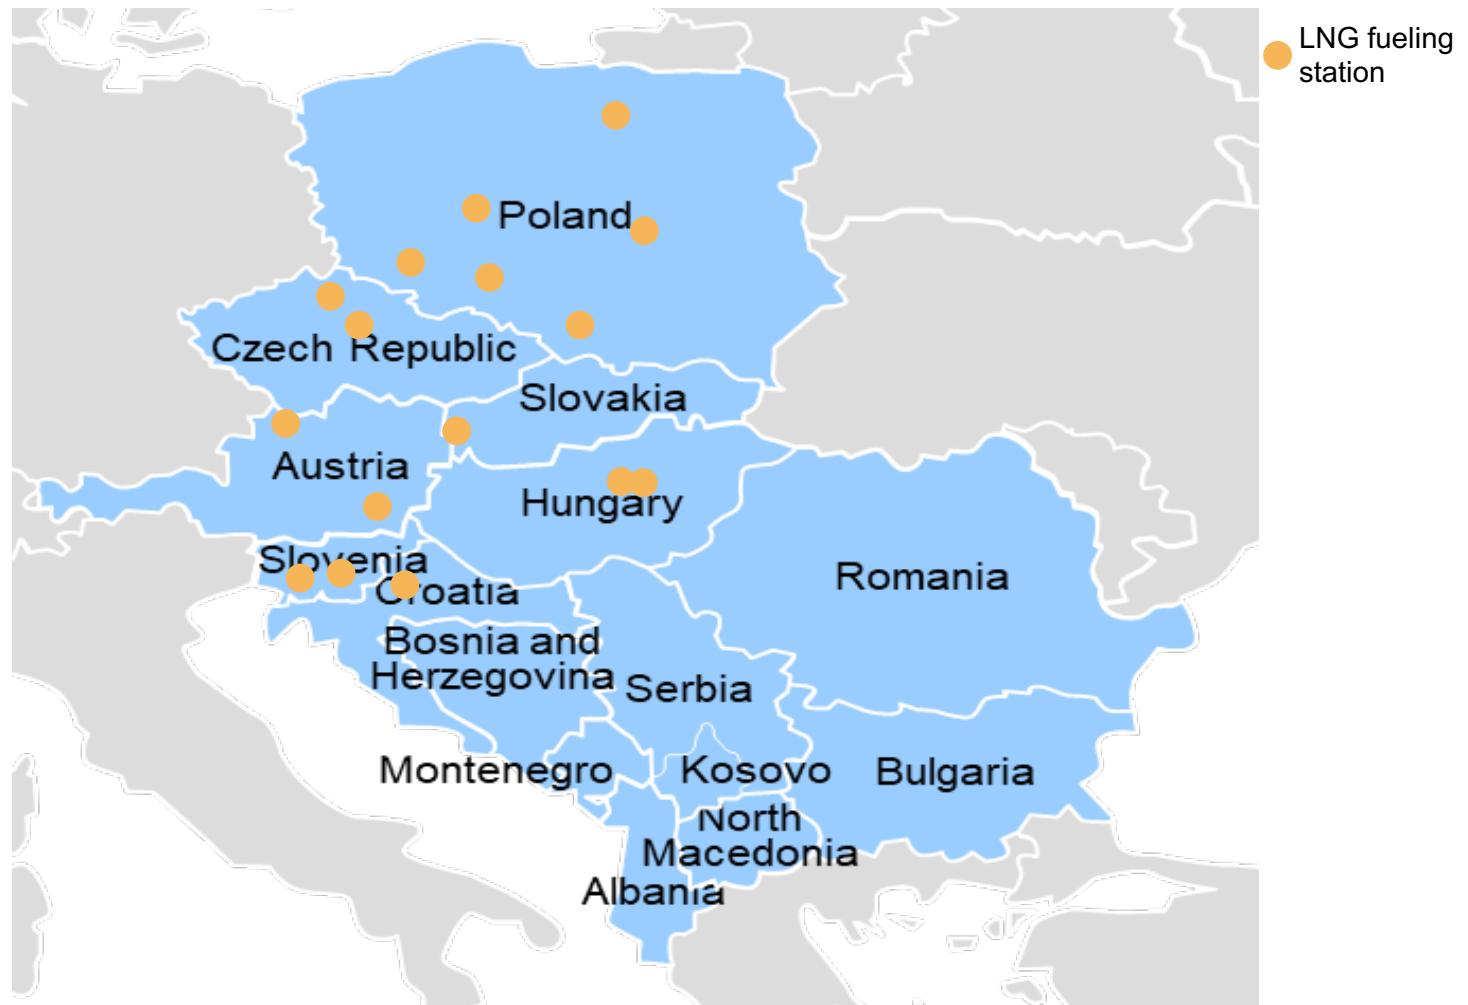 LNG fueling
station
Poland
Czech Republic
Slovakia
Austria
Hungary
Slovenia
Croatia
Romania
Bosnia and
Herzegovina
Serbia
Montenegro
Kosovo
Bulgaria
North
Macedonia
Albania